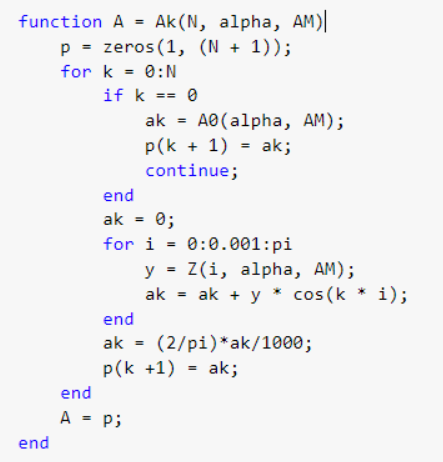 function A = Ak(N, alpha, AM)
    p = zeros(1, (N + 1));
    for k = 0:N
        if k == 0
            ak = A0(alpha, AM);
            p(k + 1) = ak;
            continue;
        end
        ak = 0;
        for i = 0:0.001:pi
            y = Z(i, alpha, AM);
            ak = ak + y * cos(k * i);
        end
        ak = (2/pi)*ak/1000;
        p(k +1) = ak;
    end
    A = p;
end